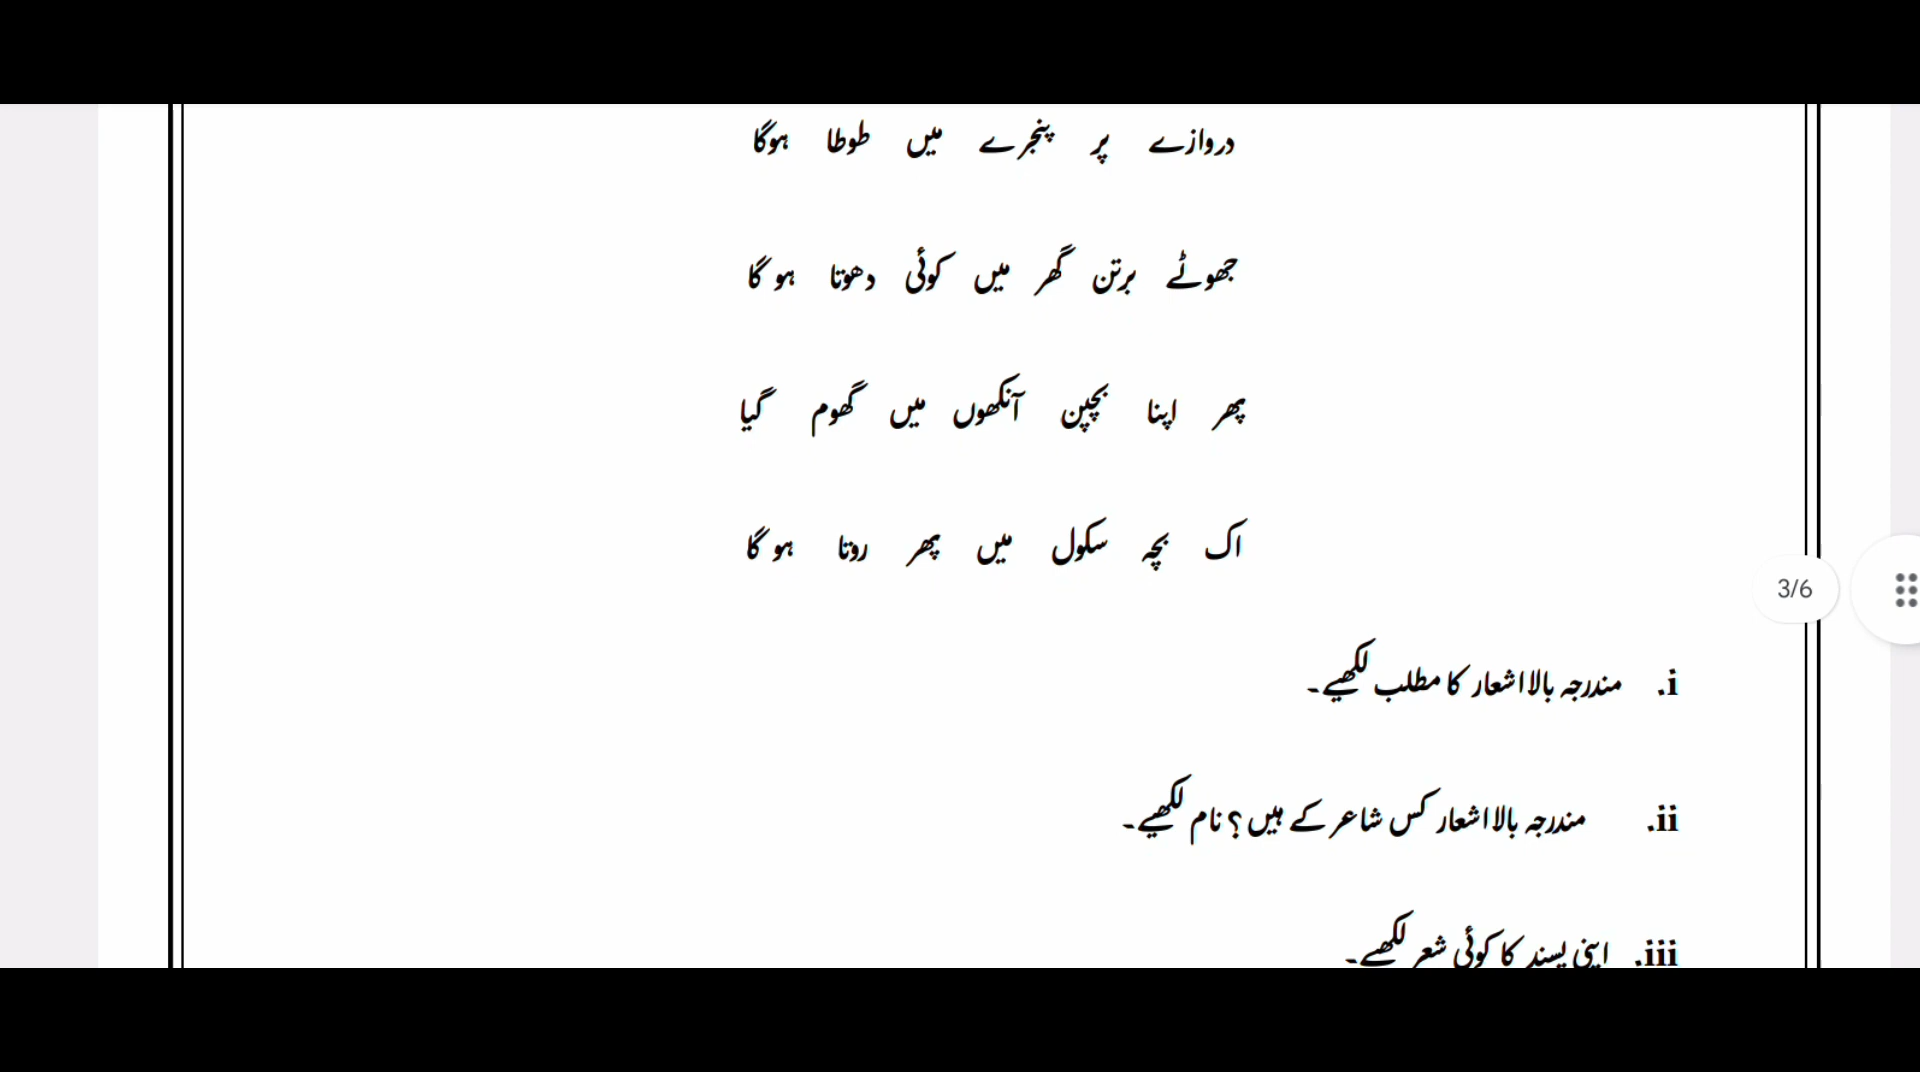 دروازے پر پنجرے میں طوطا ہوگا
جھوٹے برتن گھر میں کوئی دھوتا ہو گا
پھر اپنا بچپن آنکھوں میں گھوم گیا
اک بچہ سکول میں پھر روتا ہو گا
3/6
i. مندرجہ بالا اشعار کا مطلب لکھیے۔
ii. مندرجہ بالا اشعار کس شاعر کے ہیں؟ نام لکھیے۔
iii. اپنی پسند کا کوئی شعر لکھیے۔